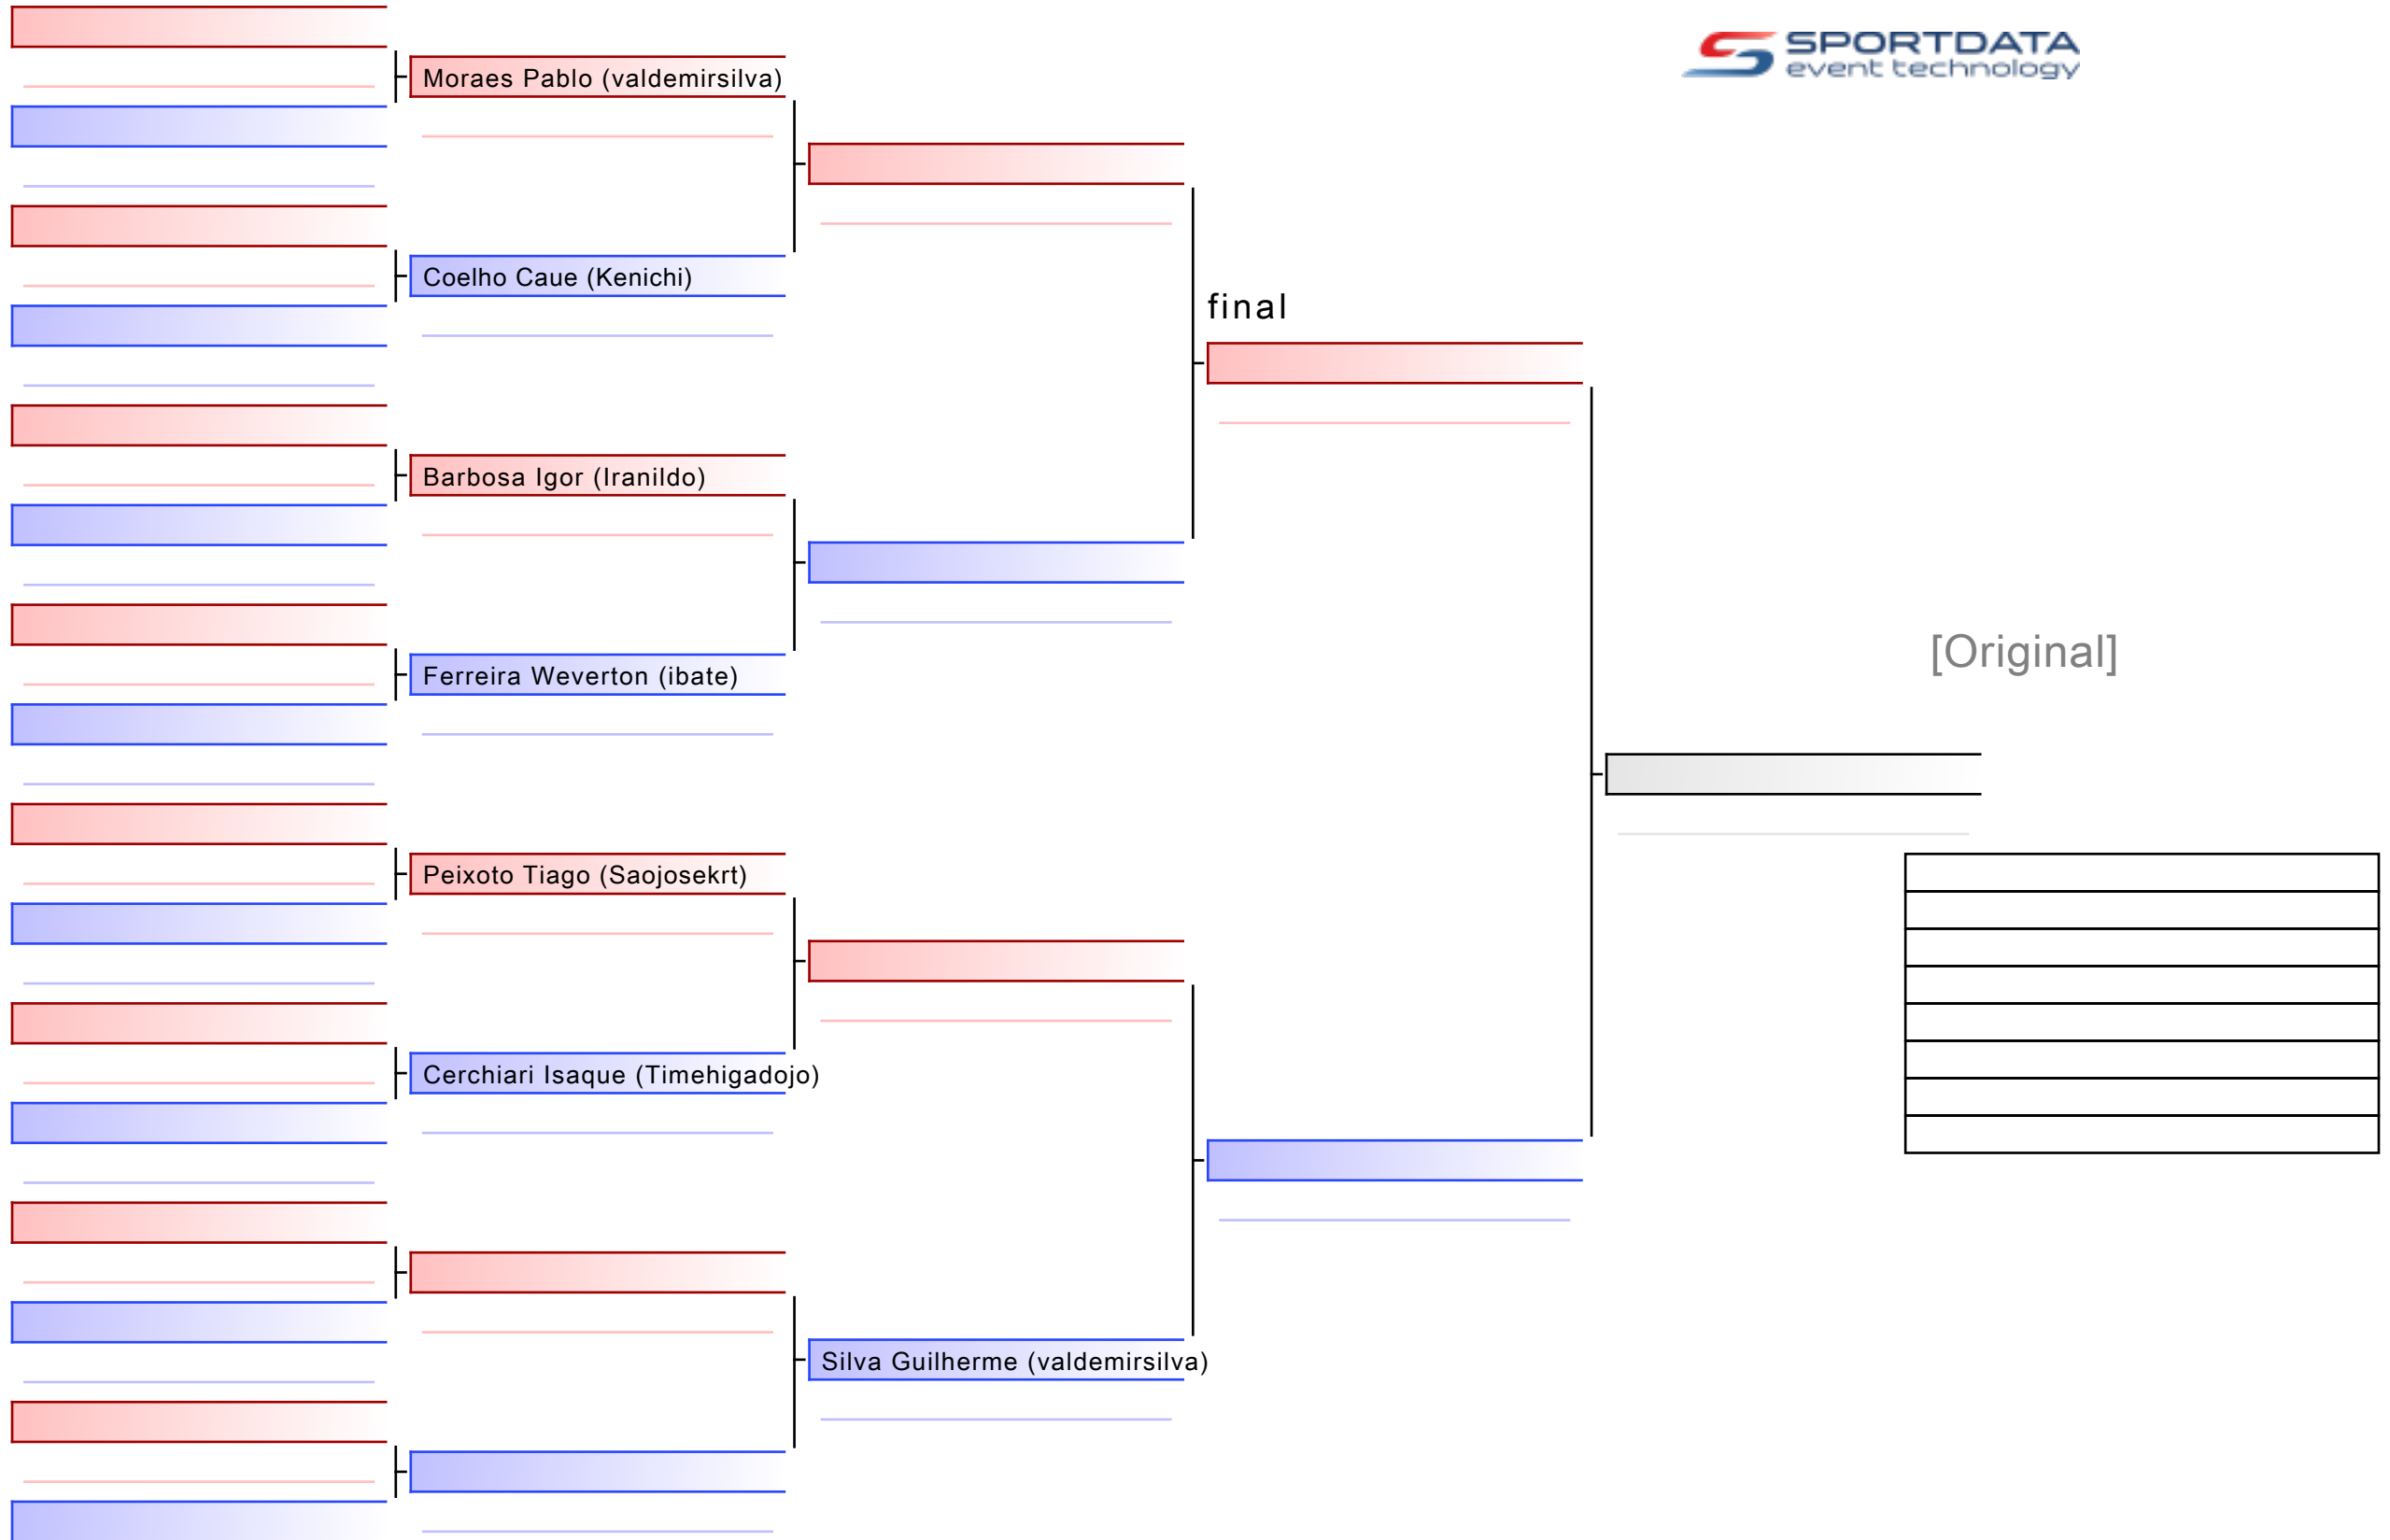 SPORTDATA
event technology
Moraes Pablo (valdemirsilva)
Coelho Caue (Kenichi)
final
Barbosa Igor (Iranildo)
[Original]
Ferreira Weverton (ibate)
Peixoto Tiago (Saojosekrt)
Cerchiari Isaque (Timehigadojo)
Silva Guilherme (valdemirsilva)